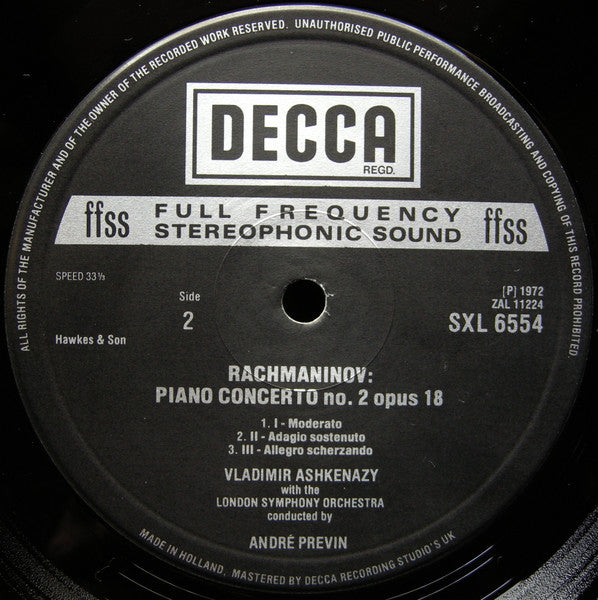 ALL RIGHTS OF THE MANUFACTURER AND OF THE OWNER OF THE RECORDED WORK RESERVED. UNAUTHORISED PUBLIC PERFORMANCE BROADCASTING AND COPYING OF THIS RECORD PROHIBITED.
DECCA
REGD.
ffss FULL FREQUENCY STEREOPHONIC SOUND ffss
SPEED 33⅓
Side
2
[P] 1972
ZAL 11224
SXL 6554
Hawkes & Son
RACHMANINOV:
PIANO CONCERTO no. 2 opus 18
1. I - Moderato
2. II - Adagio sostenuto
3. III - Allegro scherzando
VLADIMIR ASHKENAZY
with the
LONDON SYMPHONY ORCHESTRA
conducted by
ANDRÉ PREVIN
MADE IN HOLLAND. MASTERED BY DECCA RECORDING STUDIO'S UK